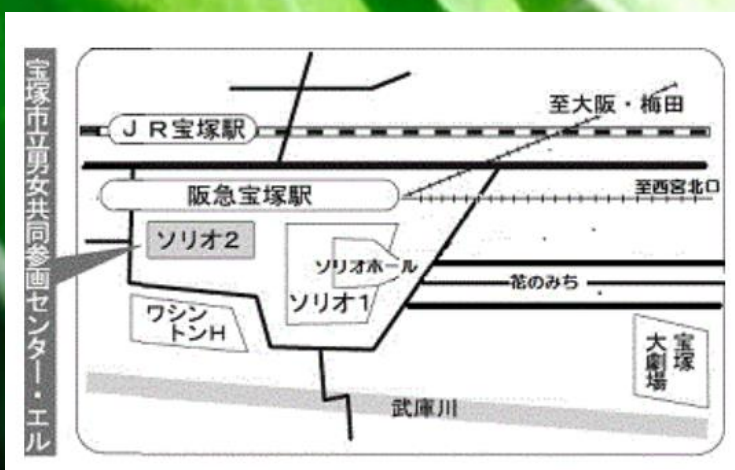 宝塚市立男女共同参画センター・エル
至大阪・梅田
JR宝塚駅
阪急宝塚駅
至西宮北口
ソリオ2
ソリオホール
ソリオ1
花のみち
ワシン
トンH
宝塚
大劇場
武庫川